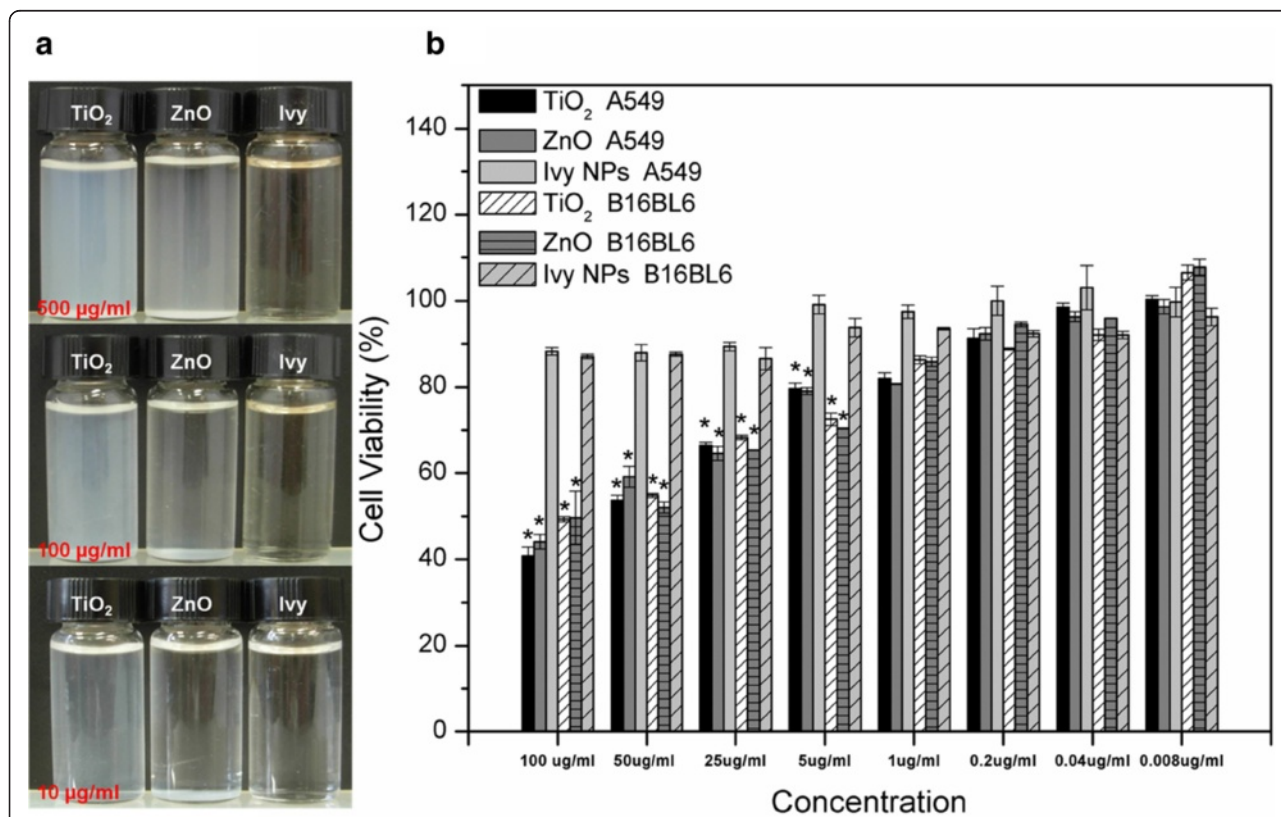 a
TiO₂ ZnO Ivy
500 µg/ml
TiO₂ ZnO Ivy
100 µg/ml
TiO₂ ZnO Ivy
10 µg/ml
b
Cell Viability (%)
140
120
100
80
60
40
20
0
TiO₂ A549
ZnO A549
Ivy NPs A549
TiO₂ B16BL6
ZnO B16BL6
Ivy NPs B16BL6
* * * *
* * * *
* * * *
* * * *
100 ug/ml 50ug/ml 25ug/ml 5ug/ml 1ug/ml 0.2ug/ml 0.04ug/ml 0.008ug/ml
Concentration